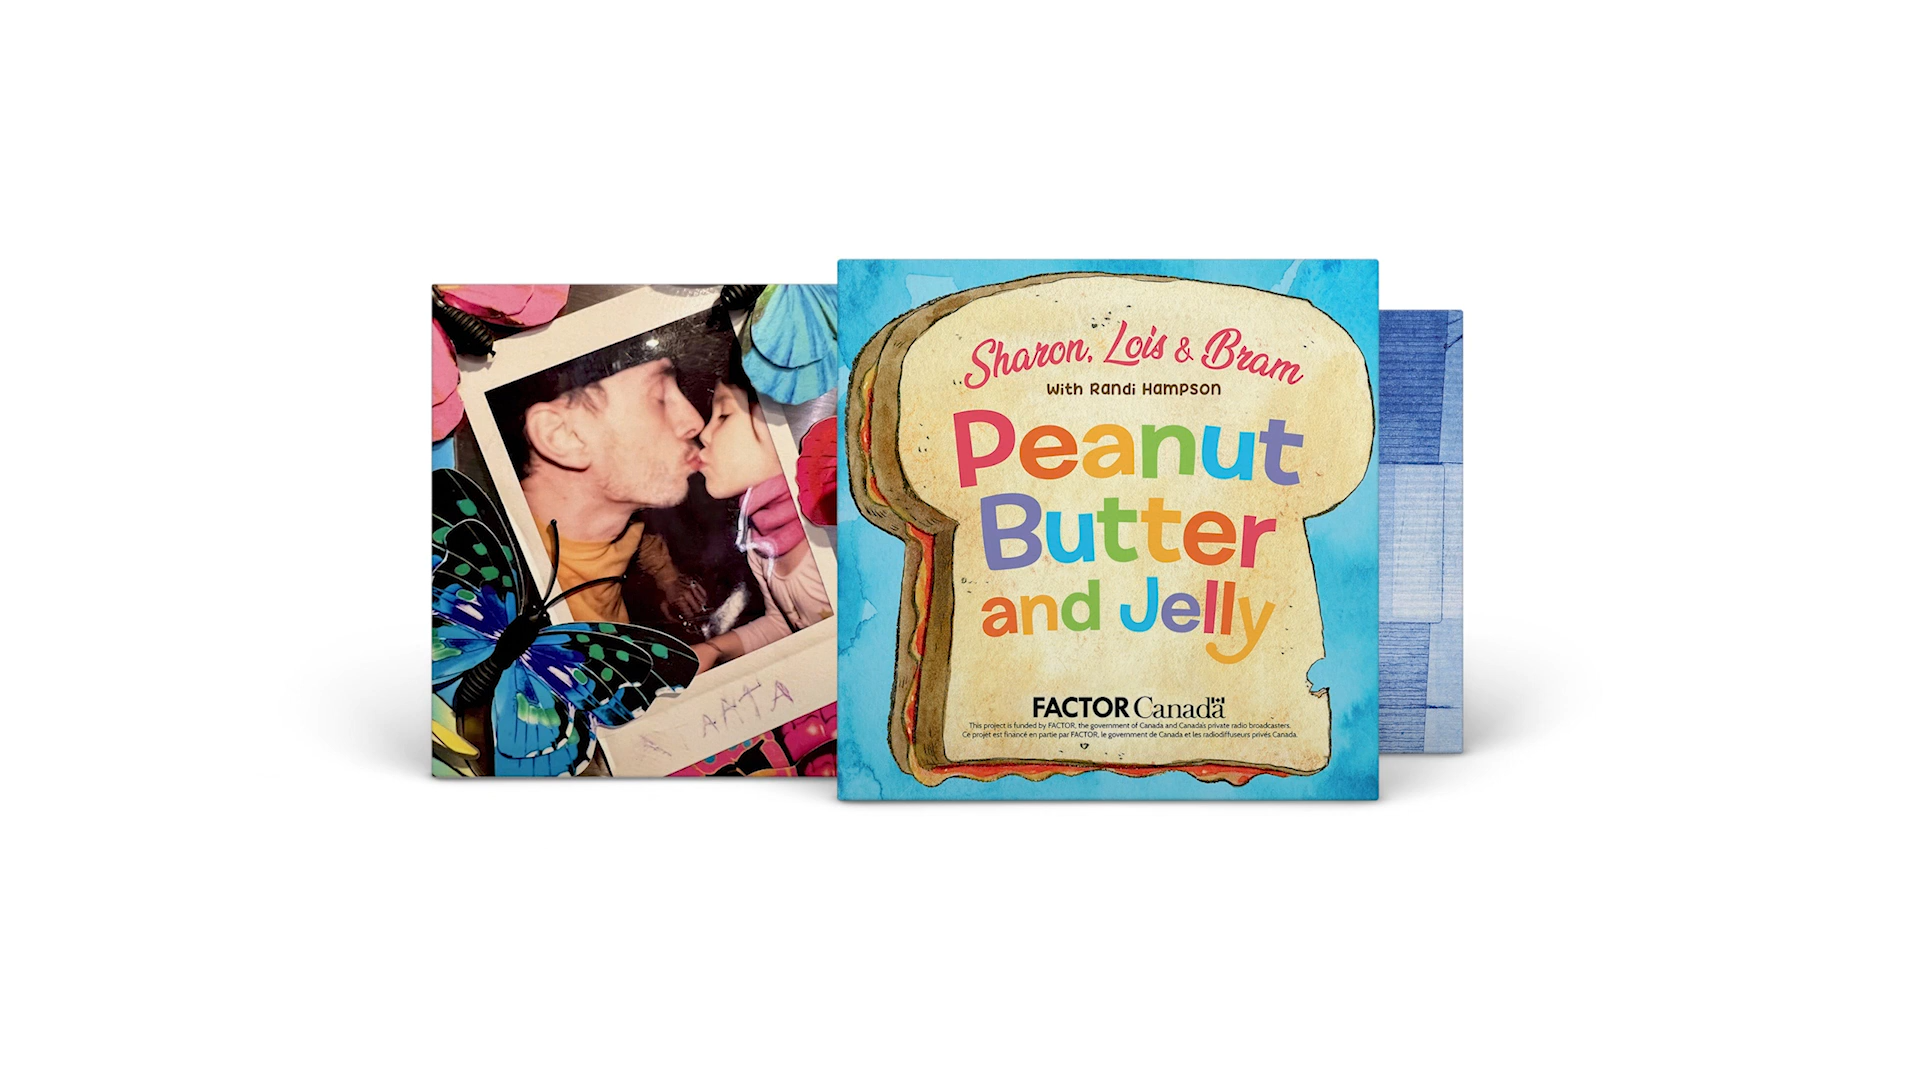 AATA
Sharon, Lois & Bram
with Randi Hampson
Peanut
Butter
and Jelly
FACTOR Canada
This project is funded by FACTOR, the government of Canada and Canada's private radio broadcasters.
Ce projet est financé en partie par FACTOR, le government de Canada et les radiodiffuseurs privés Canada.